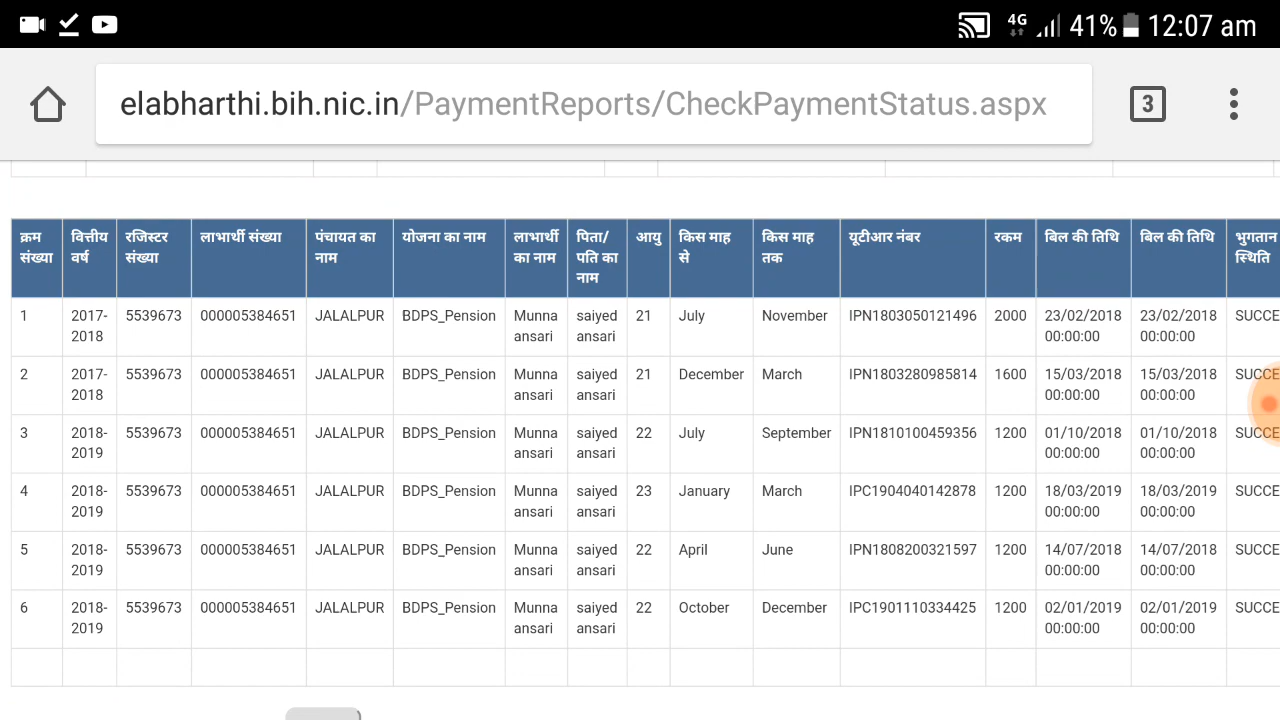 4G 41% 12:07 am
elabharthi.bih.nic.in/PaymentReports/CheckPaymentStatus.aspx 3
क्रम संख्या वित्तीय वर्ष रजिस्टर संख्या लाभार्थी संख्या पंचायत का नाम योजना का नाम लाभार्थी का नाम पिता/ पति का नाम आयु किस माह से किस माह तक यूटीआर नंबर रकम बिल की तिथि बिल की तिथि भुगतान स्थिति
1 2017-2018 5539673 000005384651 JALALPUR BDPS_Pension Munna ansari saiyed ansari 21 July November IPN1803050121496 2000 23/02/2018 00:00:00 23/02/2018 00:00:00 SUCCE
2 2017-2018 5539673 000005384651 JALALPUR BDPS_Pension Munna ansari saiyed ansari 21 December March IPN1803280985814 1600 15/03/2018 00:00:00 15/03/2018 00:00:00 SUCCE
3 2018-2019 5539673 000005384651 JALALPUR BDPS_Pension Munna ansari saiyed ansari 22 July September IPN1810100459356 1200 01/10/2018 00:00:00 01/10/2018 00:00:00 SUCCE
4 2018-2019 5539673 000005384651 JALALPUR BDPS_Pension Munna ansari saiyed ansari 23 January March IPC1904040142878 1200 18/03/2019 00:00:00 18/03/2019 00:00:00 SUCCE
5 2018-2019 5539673 000005384651 JALALPUR BDPS_Pension Munna ansari saiyed ansari 22 April June IPN1808200321597 1200 14/07/2018 00:00:00 14/07/2018 00:00:00 SUCCE
6 2018-2019 5539673 000005384651 JALALPUR BDPS_Pension Munna ansari saiyed ansari 22 October December IPC1901110334425 1200 02/01/2019 00:00:00 02/01/2019 00:00:00 SUCCE